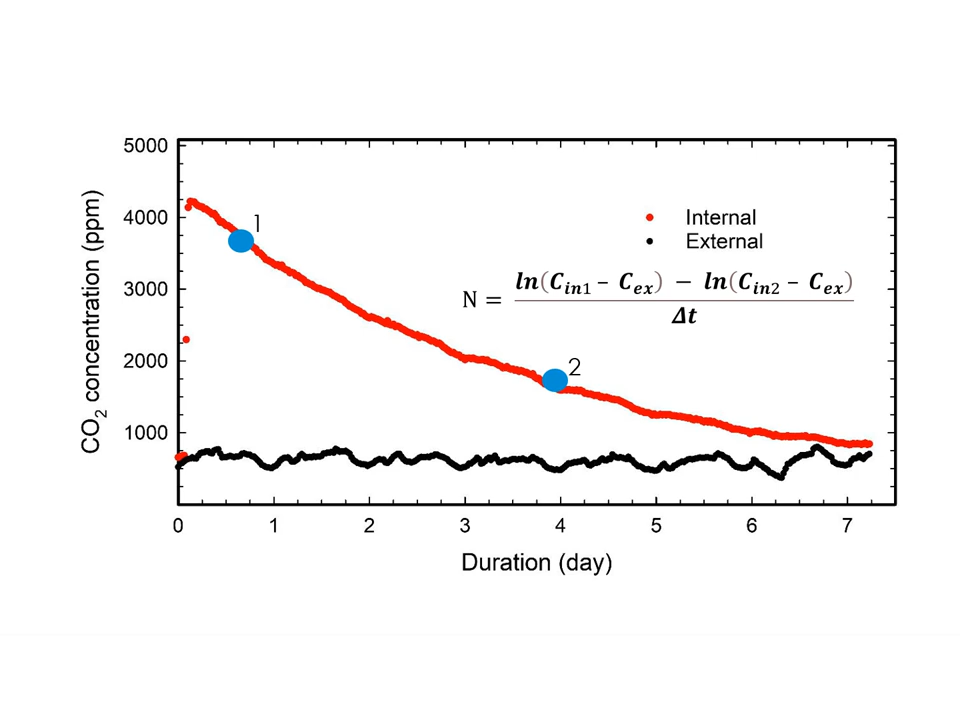 5000
4000
3000
2000
1000
CO2 concentration (ppm)
1
2
Internal
External
N = ln(Cin1 – Cex) – ln(Cin2 – Cex)
Δt
0 1 2 3 4 5 6 7
Duration (day)